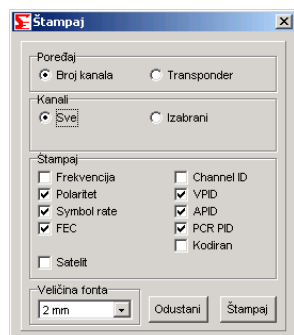 Štampaj
Poređaj
Broj kanala Transponder
Kanali
Sve Izabrani
Štampaj
Frekvencija Channel ID
Polaritet VPID
Symbol rate APID
FEC PCR PID
Kodiran
Satelit
Veličina fonta
2 mm Odustani Štampaj